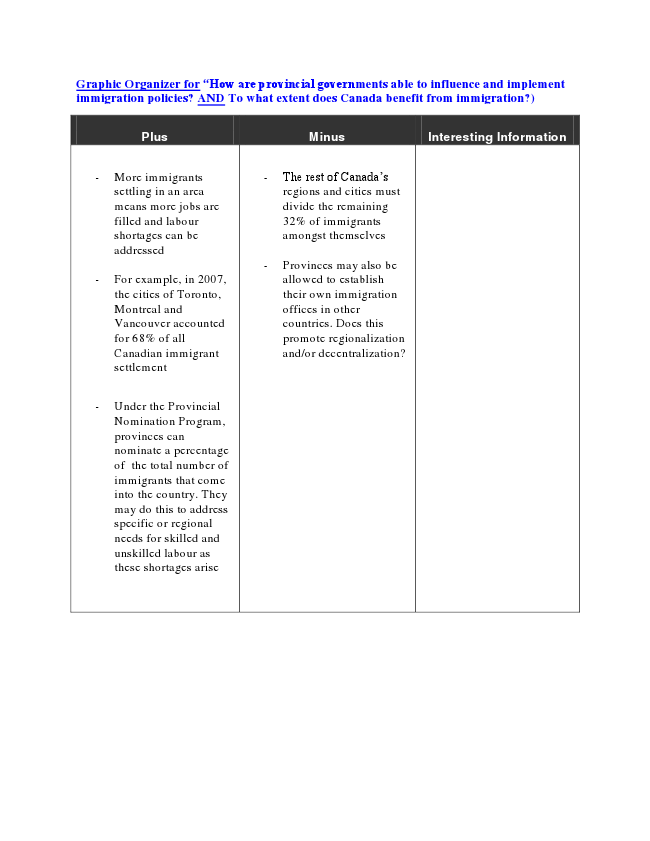 Graphic Organizer for “How are provincial governments able to influence and implement
immigration policies? AND To what extent does Canada benefit from immigration?)
Plus
Minus
Interesting Information
- More immigrants
settling in an area
means more jobs are
filled and labour
shortages can be
addressed
- For example, in 2007,
the cities of Toronto,
Montreal and
Vancouver accounted
for 68% of all
Canadian immigrant
settlement
- Under the Provincial
Nomination Program,
provinces can
nominate a percentage
of the total number of
immigrants that come
into the country. They
may do this to address
specific or regional
needs for skilled and
unskilled labour as
these shortages arise
- The rest of Canada’s
regions and cities must
divide the remaining
32% of immigrants
amongst themselves
- Provinces may also be
allowed to establish
their own immigration
offices in other
countries. Does this
promote regionalization
and/or decentralization?